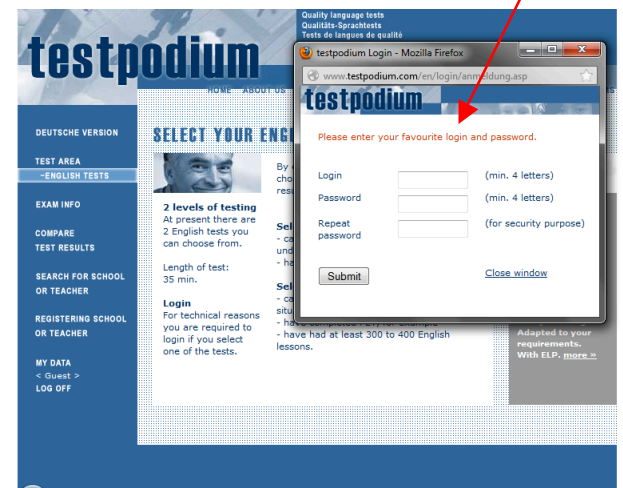 Quality language tests
Qualitäts-Sprachtests
Tests de langues de qualité
testpodium
HOME ABOUT US
DEUTSCHE VERSION
TEST AREA
-ENGLISH TESTS
EXAM INFO
COMPARE
TEST RESULTS
SEARCH FOR SCHOOL
OR TEACHER
REGISTERING SCHOOL
OR TEACHER
MY DATA
< Guest >
LOG OFF
SELECT YOUR ENGL
2 levels of testing
At present there are
2 English tests you
can choose from.
Length of test:
35 min.
Login
For technical reasons
you are required to
login if you select
one of the tests.
By
cho
resu
Sel
- ca
und
- ha
Sel
- ca
situ
- have completed P21, for example
- have had at least 300 to 400 English
lessons.
Adapted to your
requirements.
With ELP. more »
testpodium Login - Mozilla Firefox
www.testpodium.com/en/login/anmeldung.asp
testpodium
Please enter your favourite login and password.
Login (min. 4 letters)
Password (min. 4 letters)
Repeat
password (for security purpose)
Submit Close window